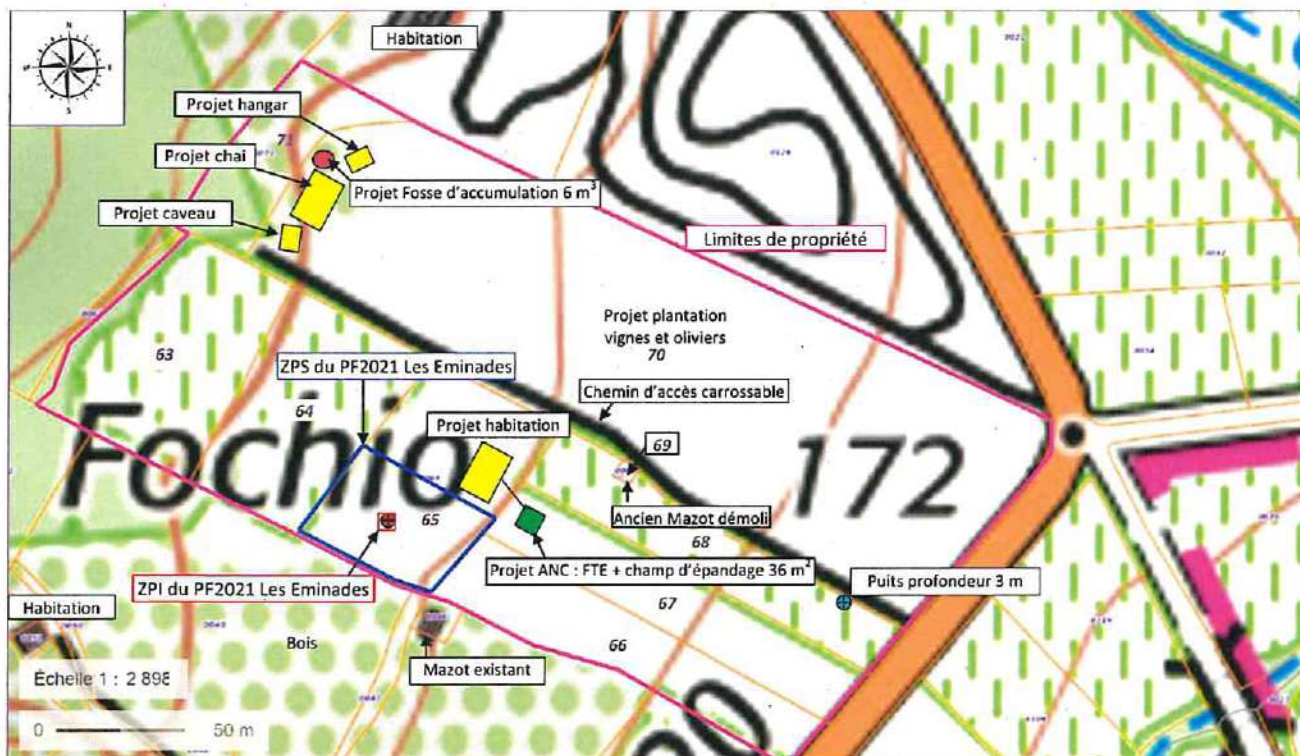 N
E
S
Habitation
Projet hangar
71
Projet chai
Projet Fosse d'accumulation 6 m³
Projet caveau
Limites de propriété
63
Projet plantation
vignes et oliviers
70
ZPS du PF2021 Les Eminades
Chemin d'accès carrossable
64
Projet habitation
69
Fochio
172
65
Ancien Mazot démoli
68
Projet ANC : FTE + champ d'épandage 36 m²
ZPI du PF2021 Les Eminades
Puits profondeur 3 m
67
Habitation
Bois
66
Mazot existant
Échelle 1 : 2 898
0 50 m